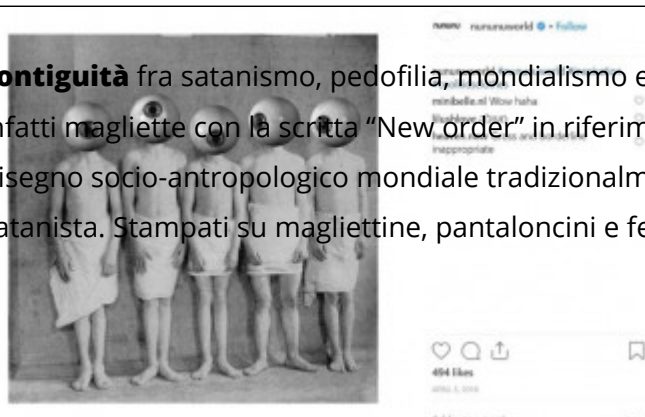 nununuworld • Follow
ontiguità fra satanismo, pedofilia, mondialismo e
minibelle.nl Wow haha
nfatti magliette con la scritta “New order” in riferim
inappropriate
isegno socio-antropologico mondiale tradizionalm
atanista. Stampati su magliettine, pantaloncini e fe
494 likes